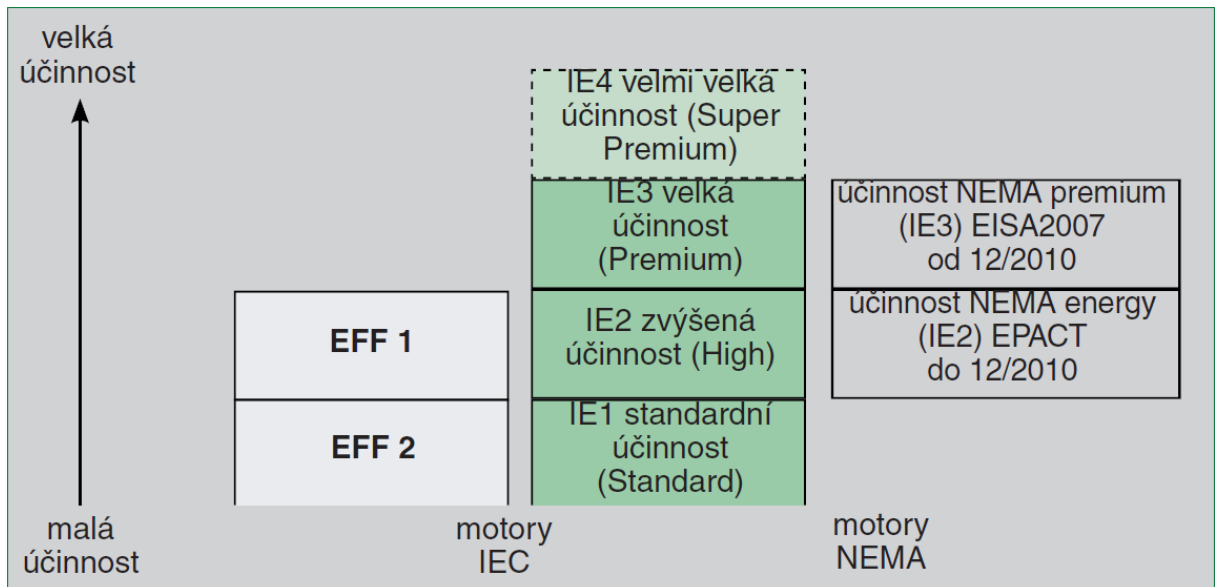 velká
účinnost
IE4 velmi velká
účinnost (Super
Premium)
IE3 velká
účinnost
(Premium)
účinnost NEMA premium
(IE3) EISA2007
od 12/2010
EFF 1
IE2 zvýšená
účinnost (High)
účinnost NEMA energy
(IE2) EPACT
do 12/2010
EFF 2
IE1 standardní
účinnost
(Standard)
malá
účinnost
motory
IEC
motory
NEMA